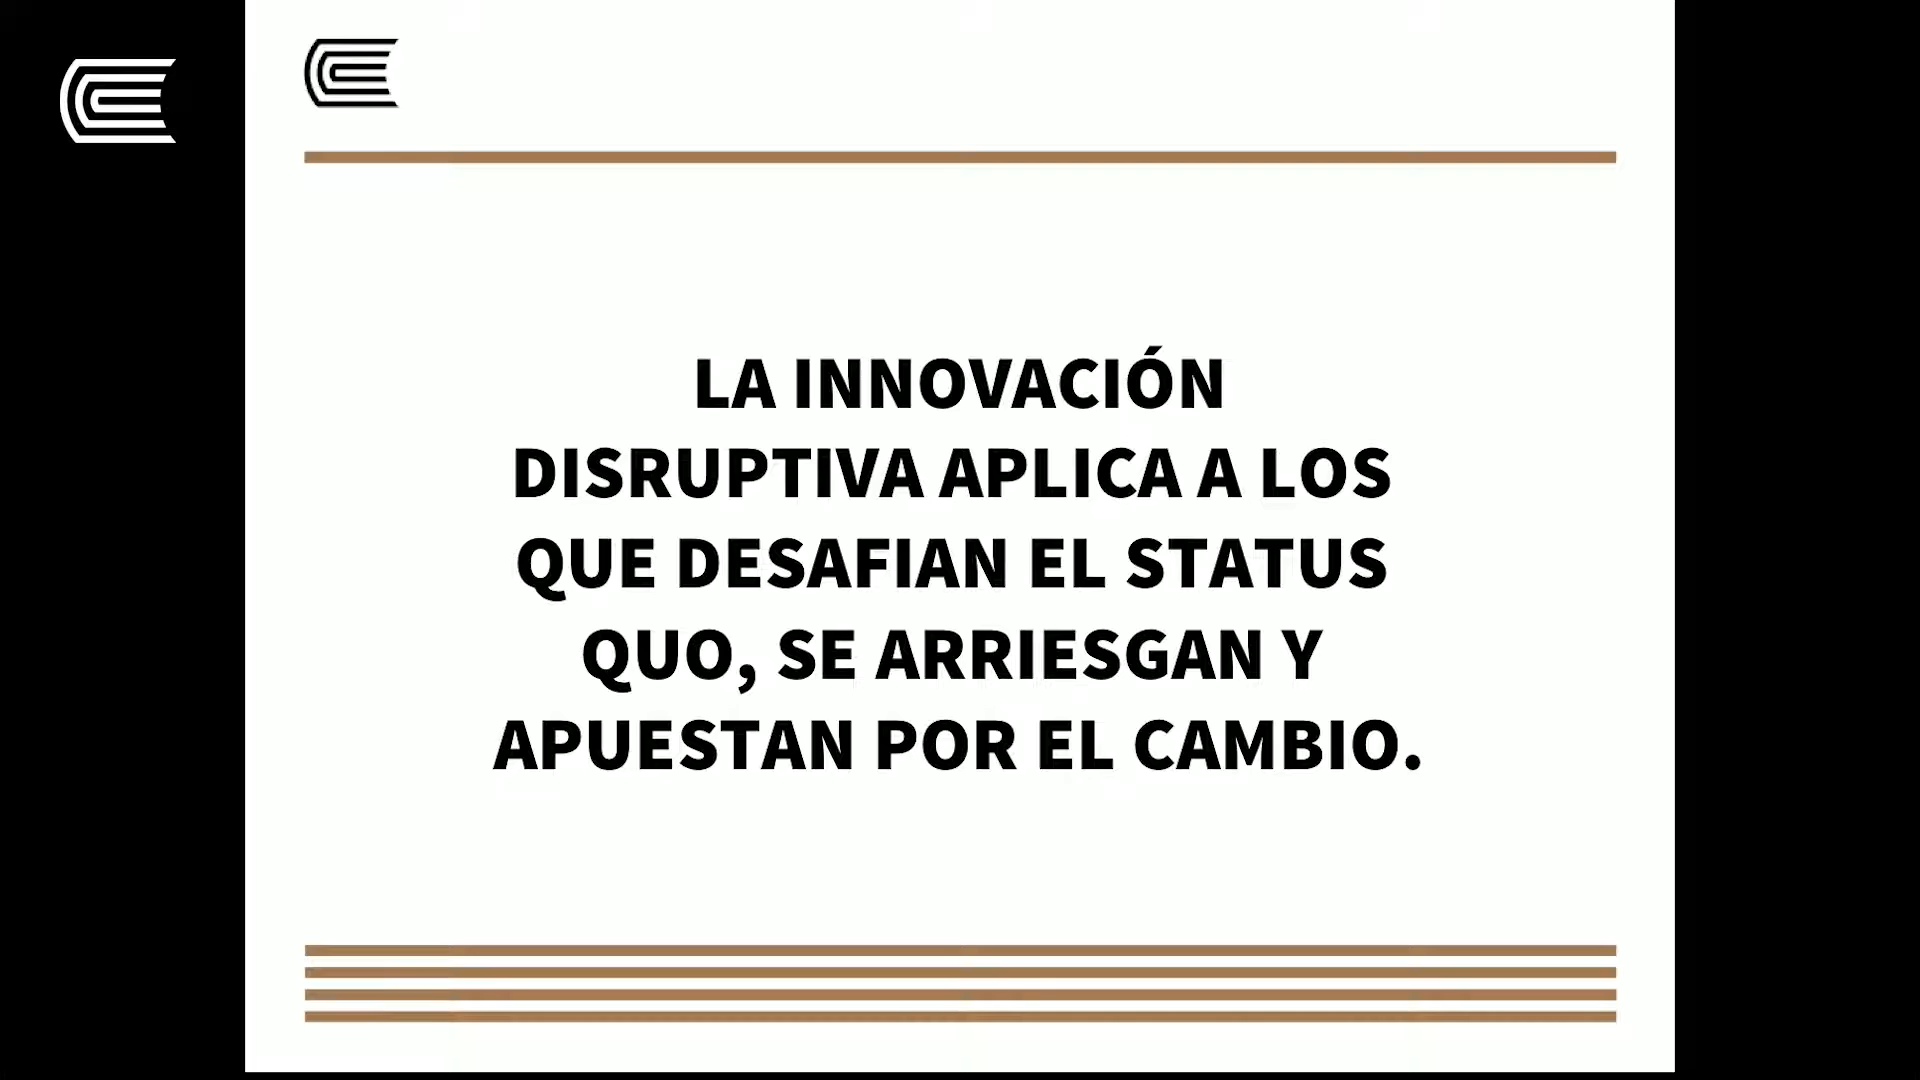 LA INNOVACIÓN
DISRUPTIVA APLICA A LOS
QUE DESAFIAN EL STATUS
QUO, SE ARRIESGAN Y
APUESTAN POR EL CAMBIO.